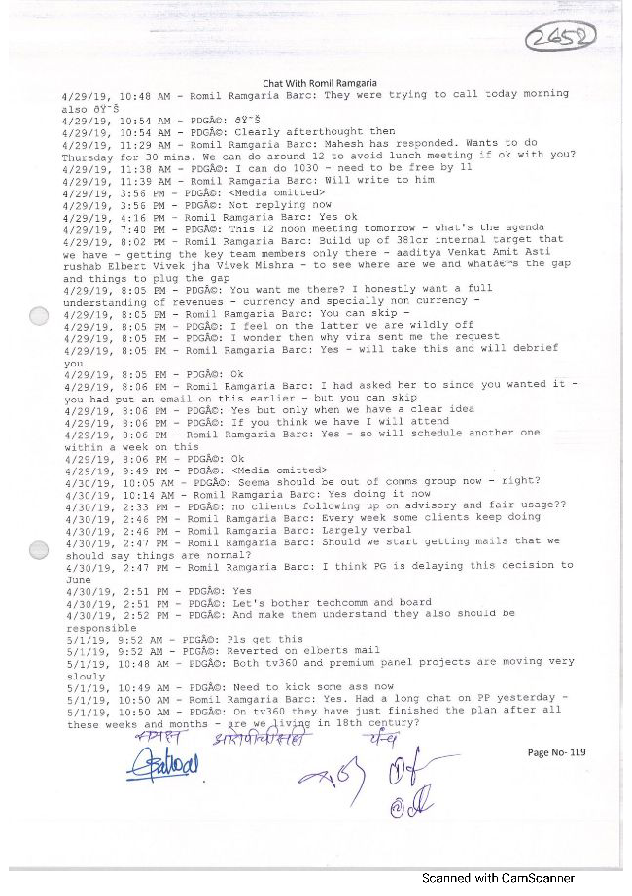 2652
Chat With Romil Ramgaria
4/29/19, 10:48 AM - Romil Ramgaria Barc: They were trying to call today morning
also ðŸ˜Š
4/29/19, 10:54 AM - PDGÂ©: ðŸ˜Š
4/29/19, 10:54 AM - PDGÂ©: Clearly afterthought then
4/29/19, 11:29 AM - Romil Ramgaria Barc: Mahesh has responded. Wants to do
Thursday for 30 mins. We can do around 12 to avoid lunch meeting if ok with you?
4/29/19, 11:38 AM - PDGÂ©: I can do 1030 - need to be free by 11
4/29/19, 11:39 AM - Romil Ramgaria Barc: Will write to him
4/29/19, 3:56 PM - PDGÂ©: <Media omitted>
4/29/19, 3:56 PM - PDGÂ©: Not replying now
4/29/19, 4:16 PM - Romil Ramgaria Barc: Yes ok
4/29/19, 7:40 PM - PDGÂ©: This 12 noon meeting tomorrow - what's the agenda
4/29/19, 8:02 PM - Romil Ramgaria Barc: Build up of 381cr internal target that
we have - getting the key team members only there - aaditya Venkat Amit Asti
rushab Elbert Vivek jha Vivek Mishra - to see where are we and whatâ€™s the gap
and things to plug the gap
4/29/19, 8:05 PM - PDGÂ©: You want me there? I honestly want a full
understanding of revenues - currency and specially non currency -
4/29/19, 8:05 PM - Romil Ramgaria Barc: You can skip -
4/29/19, 8:05 PM - PDGÂ©: I feel on the latter we are wildly off
4/29/19, 8:05 PM - PDGÂ©: I wonder then why vira sent me the request
4/29/19, 8:05 PM - Romil Ramgaria Barc: Yes - will take this and will debrief
you
4/29/19, 8:05 PM - PDGÂ©: Ok
4/29/19, 8:06 PM - Romil Ramgaria Barc: I had asked her to since you wanted it -
you had put an email on this earlier - but you can skip
4/29/19, 8:06 PM - PDGÂ©: Yes but only when we have a clear idea
4/29/19, 8:06 PM - PDGÂ©: If you think we have I will attend
4/29/19, 8:06 PM - Romil Ramgaria Barc: Yes - so will schedule another one
within a week on this
4/29/19, 8:06 PM - PDGÂ©: Ok
4/29/19, 9:49 PM - PDGÂ©: <Media omitted>
4/30/19, 10:05 AM - PDGÂ©: Seema should be out of comms group now - right?
4/30/19, 10:14 AM - Romil Ramgaria Barc: Yes doing it now
4/30/19, 2:33 PM - PDGÂ©: no clients following up on advisory and fair usage??
4/30/19, 2:46 PM - Romil Ramgaria Barc: Every week some clients keep doing
4/30/19, 2:46 PM - Romil Ramgaria Barc: Largely verbal
4/30/19, 2:47 PM - Romil Ramgaria Barc: Should we start getting mails that we
should say things are normal?
4/30/19, 2:47 PM - Romil Ramgaria Barc: I think PG is delaying this decision to
June
4/30/19, 2:51 PM - PDGÂ©: Yes
4/30/19, 2:51 PM - PDGÂ©: Let's bother techcomm and board
4/30/19, 2:52 PM - PDGÂ©: And make them understand they also should be
responsible
5/1/19, 9:52 AM - PDGÂ©: Pls get this
5/1/19, 9:52 AM - PDGÂ©: Reverted on elberts mail
5/1/19, 10:48 AM - PDGÂ©: Both tv360 and premium panel projects are moving very
slowly
5/1/19, 10:49 AM - PDGÂ©: Need to kick some ass now
5/1/19, 10:50 AM - Romil Ramgaria Barc: Yes. Had a long chat on PP yesterday -
5/1/19, 10:50 AM - PDGÂ©: On tv360 they have just finished the plan after all
these weeks and months - are we living in 18th century?
समक्ष आरोपीची सही पंच
Page No- 119
Scanned with CamScanner